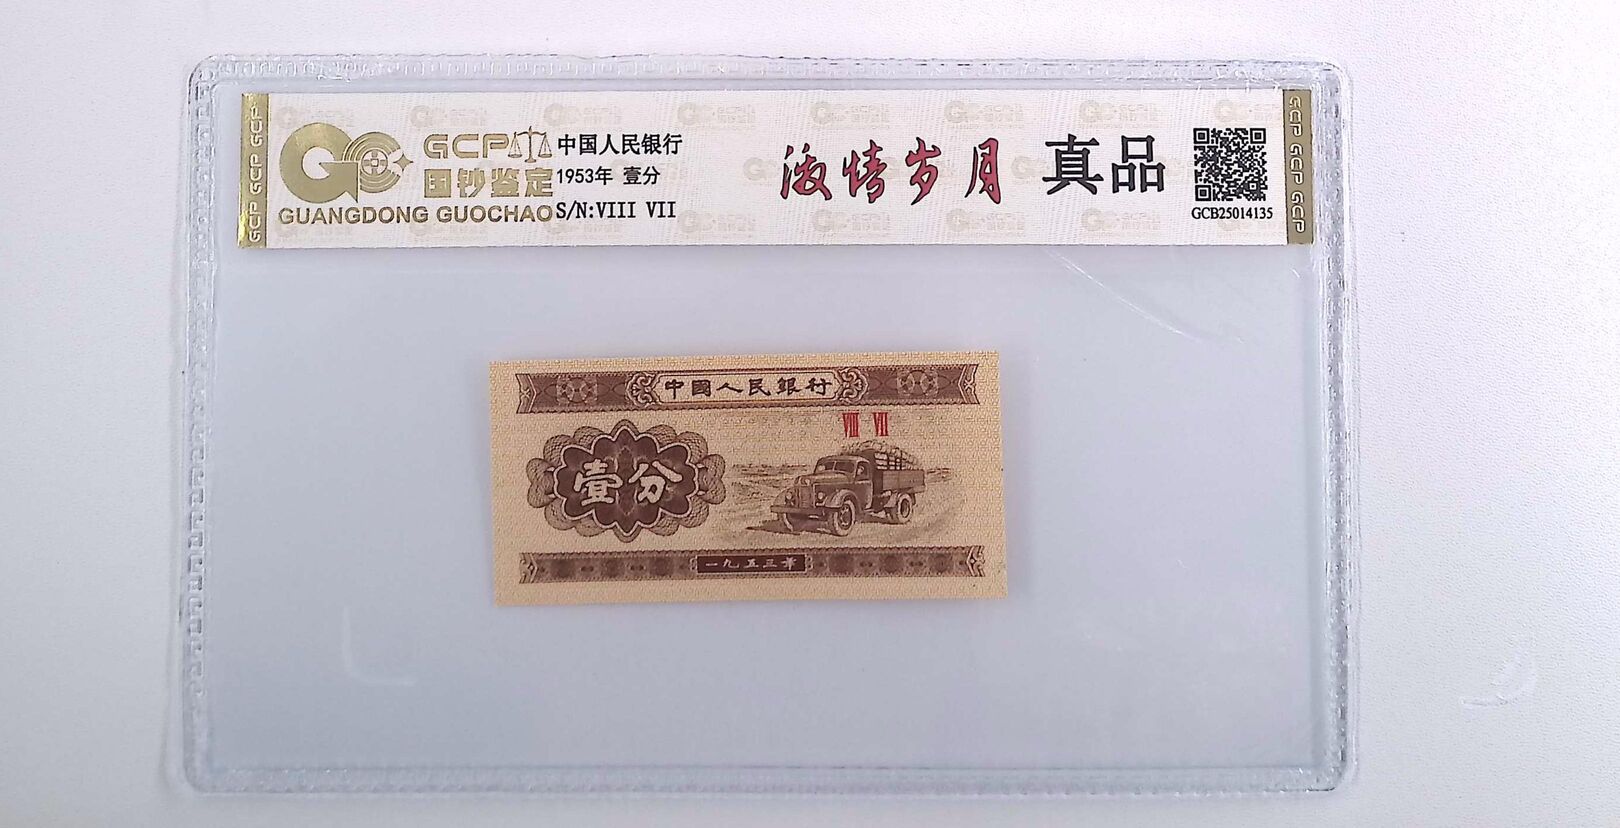 GCP
国钞鉴定
GUANGDONG GUOCHAO
中国人民银行
1953年 壹分
S/N:VIII VII
激情岁月
真品
GCB25014135
GCP GCP GCP
GCP GCP GCP
中國人民銀行
VIII VII
壹分
一九五三年